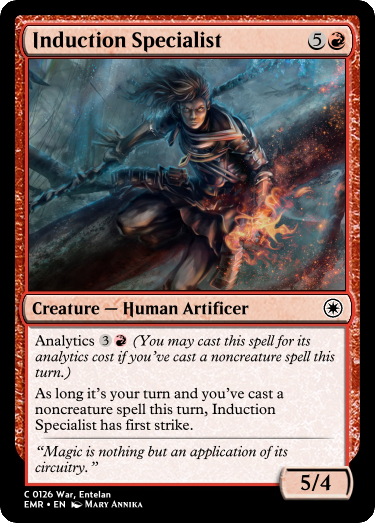 Induction Specialist 5
Creature — Human Artificer
Analytics 3 (You may cast this spell for its
analytics cost if you've cast a noncreature spell this
turn.)
As long it's your turn and you've cast a
noncreature spell this turn, Induction
Specialist has first strike.
“Magic is nothing but an application of its
circuitry.”
5/4
C 0126 War, Entelan
EMR • EN Mary Annika